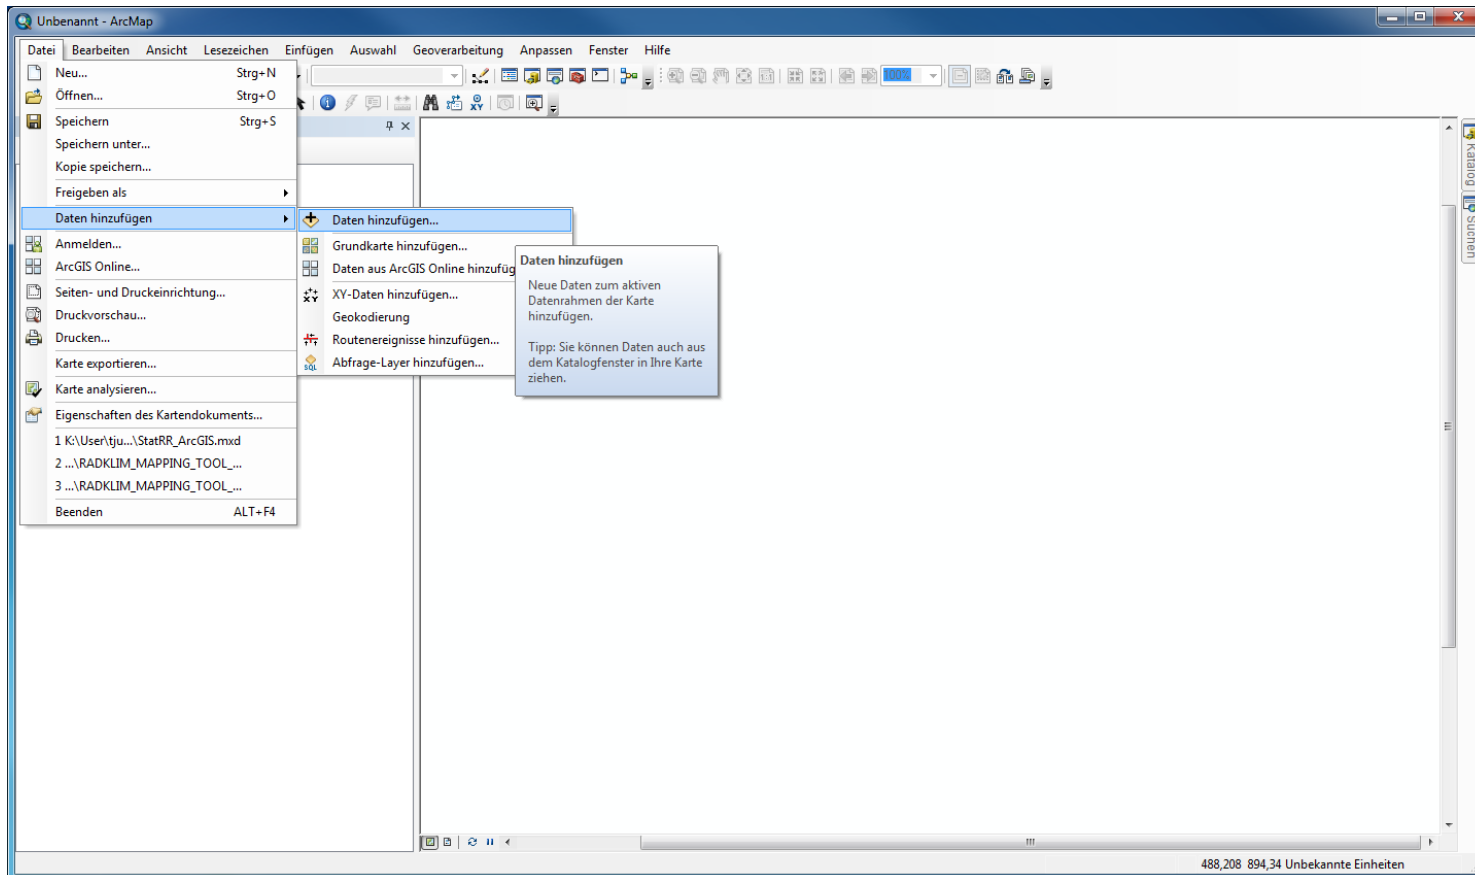 Unbenannt - ArcMap
Datei Bearbeiten Ansicht Lesezeichen Einfügen Auswahl Geoverarbeitung Anpassen Fenster Hilfe
100%
Neu... Strg+N
Öffnen... Strg+O
Speichern Strg+S
Speichern unter...
Kopie speichern...
Freigeben als
Daten hinzufügen
Anmelden...
ArcGIS Online...
Seiten- und Druckeinrichtung...
Druckvorschau...
Drucken...
Karte exportieren...
Karte analysieren...
Eigenschaften des Kartendokuments...
1 K:\User\tju...\StatRR_ArcGIS.mxd
2 ...\RADKLIM_MAPPING_TOOL_...
3 ...\RADKLIM_MAPPING_TOOL_...
Beenden ALT+F4
Daten hinzufügen...
Grundkarte hinzufügen...
Daten aus ArcGIS Online hinzufüg
XY-Daten hinzufügen...
Geokodierung
Routenereignisse hinzufügen...
SQL Abfrage-Layer hinzufügen...
Daten hinzufügen
Neue Daten zum aktiven
Datenrahmen der Karte
hinzufügen.
Tipp: Sie können Daten auch aus
dem Katalogfenster in Ihre Karte
ziehen.
Katalog
Suchen
488,208 894,34 Unbekannte Einheiten